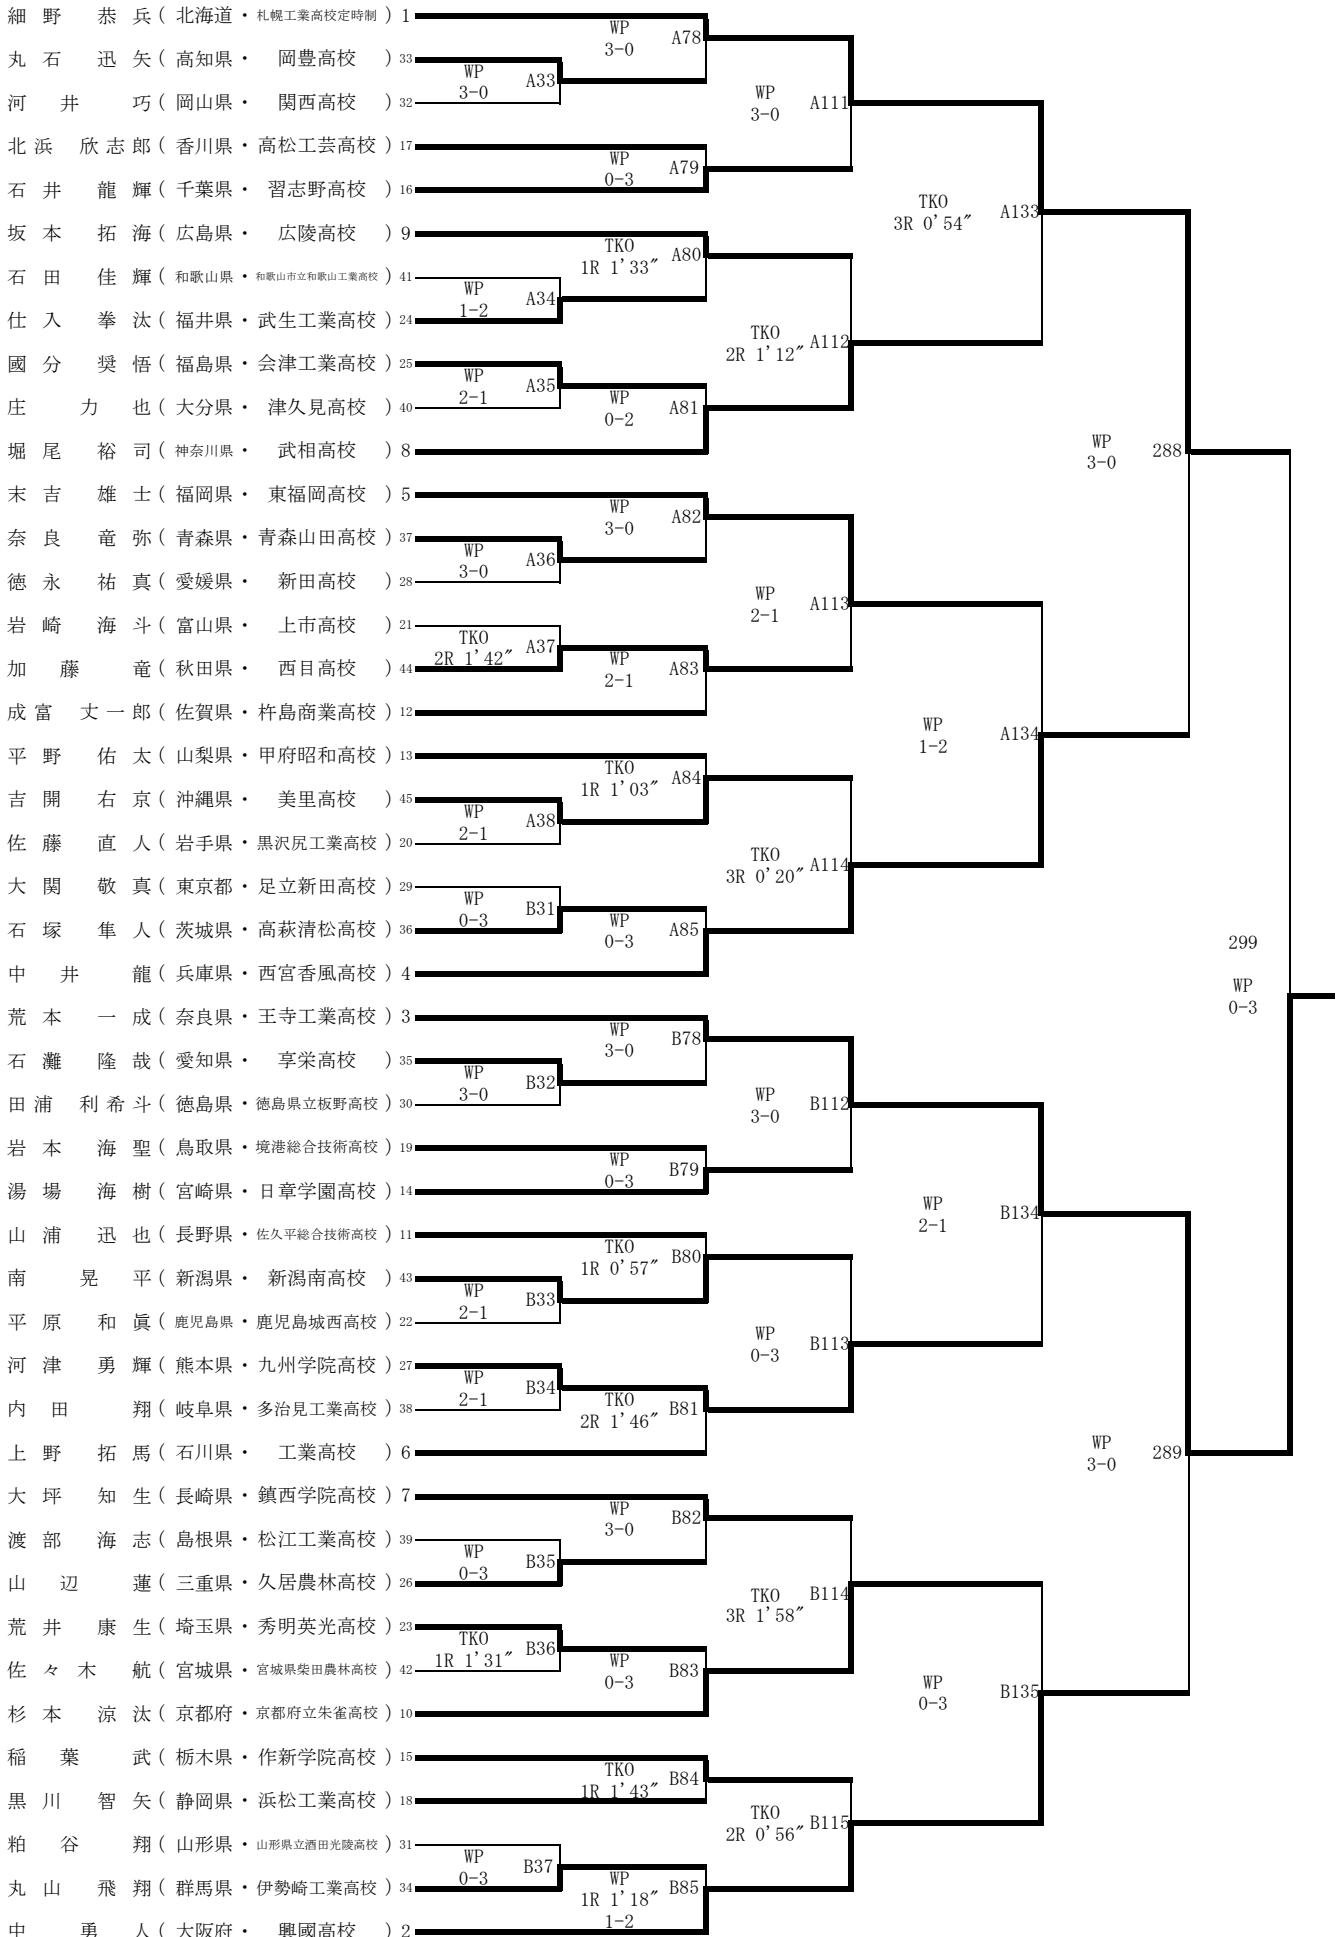 細野 恭兵 ( 北海道・札幌工業高校定時制 ) 1
WP
3-0
A78
丸石 迅矢 ( 高知県・ 岡豊高校 ) 33
WP
3-0
A33
河井 巧 ( 岡山県・ 関西高校 ) 32
WP
3-0
A111
北浜 欣志郎 ( 香川県・高松工芸高校 ) 17
WP
0-3
A79
石井 龍輝 ( 千葉県・ 習志野高校 ) 16
TKO
3R 0'54″
A133
坂本 拓海 ( 広島県・ 広陵高校 ) 9
TKO
1R 1'33″
A80
石田 佳輝 ( 和歌山県・和歌山市立和歌山工業高校 ) 41
WP
1-2
A34
仕入 拳汰 ( 福井県・武生工業高校 ) 24
TKO
2R 1'12″
A112
國分 奨悟 ( 福島県・会津工業高校 ) 25
WP
2-1
A35
庄 力也 ( 大分県・ 津久見高校 ) 40
WP
0-2
A81
堀尾 裕司 ( 神奈川県・ 武相高校 ) 8
WP
3-0
288
末吉 雄士 ( 福岡県・ 東福岡高校 ) 5
WP
3-0
A82
奈良 竜弥 ( 青森県・青森山田高校 ) 37
WP
3-0
A36
徳永 祐真 ( 愛媛県・ 新田高校 ) 28
WP
2-1
A113
岩崎 海斗 ( 富山県・ 上市高校 ) 21
TKO
2R 1'42″
A37
加藤 竜 ( 秋田県・ 西目高校 ) 44
WP
2-1
A83
成富 丈一郎 ( 佐賀県・杵島商業高校 ) 12
WP
1-2
A134
平野 佑太 ( 山梨県・甲府昭和高校 ) 13
TKO
1R 1'03″
A84
吉開 右京 ( 沖縄県・ 美里高校 ) 45
WP
2-1
A38
佐藤 直人 ( 岩手県・黒沢尻工業高校 ) 20
TKO
3R 0'20″
A114
大関 敬真 ( 東京都・足立新田高校 ) 29
WP
0-3
B31
石塚 隼人 ( 茨城県・高萩清松高校 ) 36
WP
0-3
A85
中井 龍 ( 兵庫県・西宮香風高校 ) 4
299
WP
0-3
荒本 一成 ( 奈良県・王寺工業高校 ) 3
WP
3-0
B78
石灘 隆哉 ( 愛知県・ 享栄高校 ) 35
WP
3-0
B32
田浦 利希斗 ( 徳島県・徳島県立板野高校 ) 30
WP
3-0
B112
岩本 海聖 ( 鳥取県・境港総合技術高校 ) 19
WP
0-3
B79
湯場 海樹 ( 宮崎県・日章学園高校 ) 14
WP
2-1
B134
山浦 迅也 ( 長野県・佐久平総合技術高校 ) 11
TKO
1R 0'57″
B80
南 晃平 ( 新潟県・ 新潟南高校 ) 43
WP
2-1
B33
平原 和眞 ( 鹿児島県・鹿児島城西高校 ) 22
WP
0-3
B113
河津 勇輝 ( 熊本県・九州学院高校 ) 27
WP
2-1
B34
内田 翔 ( 岐阜県・多治見工業高校 ) 38
TKO
2R 1'46″
B81
上野 拓馬 ( 石川県・ 工業高校 ) 6
WP
3-0
289
大坪 知生 ( 長崎県・鎮西学院高校 ) 7
WP
3-0
B82
渡部 海志 ( 島根県・松江工業高校 ) 39
WP
0-3
B35
山辺 蓮 ( 三重県・久居農林高校 ) 26
TKO
3R 1'58″
B114
荒井 康生 ( 埼玉県・秀明英光高校 ) 23
TKO
1R 1'31″
B36
佐々木 航 ( 宮城県・宮城県柴田農林高校 ) 42
WP
0-3
B83
杉本 涼汰 ( 京都府・京都府立朱雀高校 ) 10
WP
0-3
B135
稲葉 武 ( 栃木県・作新学院高校 ) 15
TKO
1R 1'43″
B84
黒川 智矢 ( 静岡県・浜松工業高校 ) 18
TKO
2R 0'56″
B115
粕谷 翔 ( 山形県・山形県立酒田光陵高校 ) 31
WP
0-3
B37
丸山 飛翔 ( 群馬県・伊勢崎工業高校 ) 34
WP
1R 1'18″
1-2
B85
中 勇人 ( 大阪府・ 興國高校 ) 2